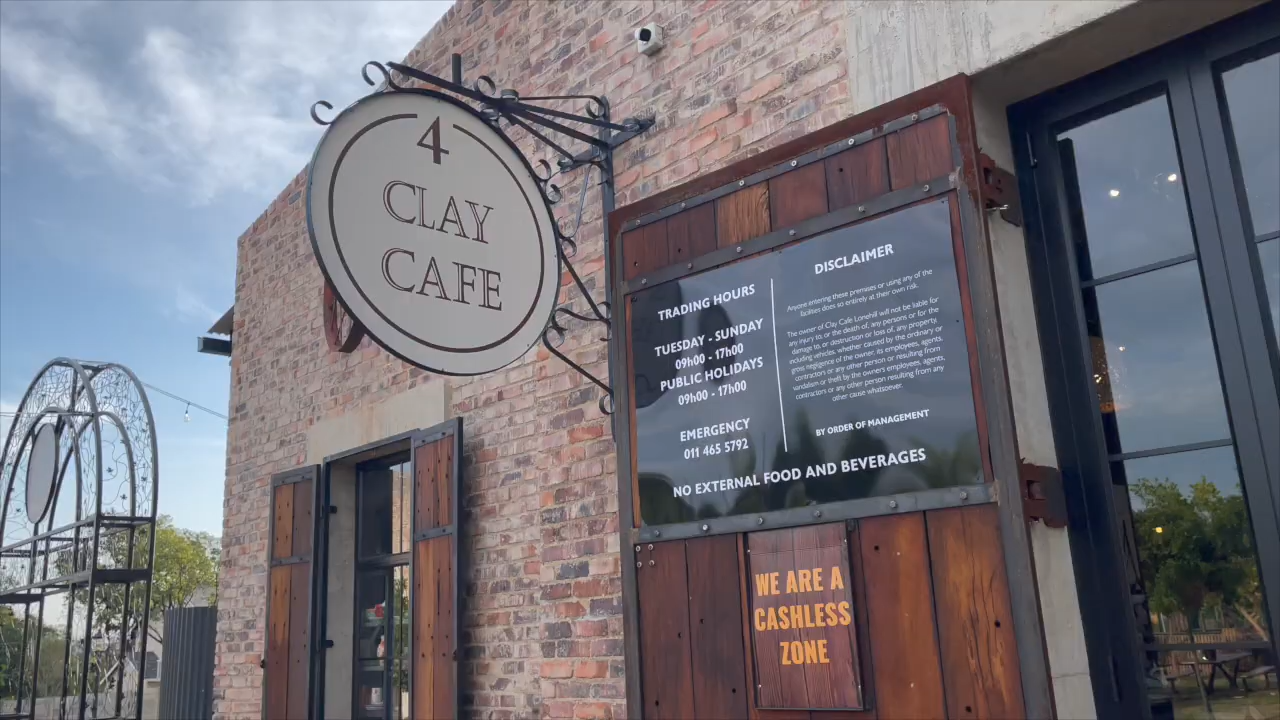 4
CLAY
CAFE
TRADING HOURS
TUESDAY - SUNDAY
09h00 - 17h00
PUBLIC HOLIDAYS
09h00 - 17h00
EMERGENCY
011 465 5792
DISCLAIMER
Anyone entering these premises or using any of the
facilities does so entirely at their own risk.
The owner of Clay Cafe Lonehill will not be liable for
any injury to, or the death of, any persons or for the
damage to, or destruction or loss of, any property,
including vehicles, whether caused by the ordinary or
gross negligence of the owner, its employees, agents,
contractors or any other person or resulting from
vandalism or theft by the owners employees, agents,
contractors or any other person resulting from any
other cause whatsoever.
BY ORDER OF MANAGEMENT
NO EXTERNAL FOOD AND BEVERAGES
WE ARE A
CASHLESS
ZONE